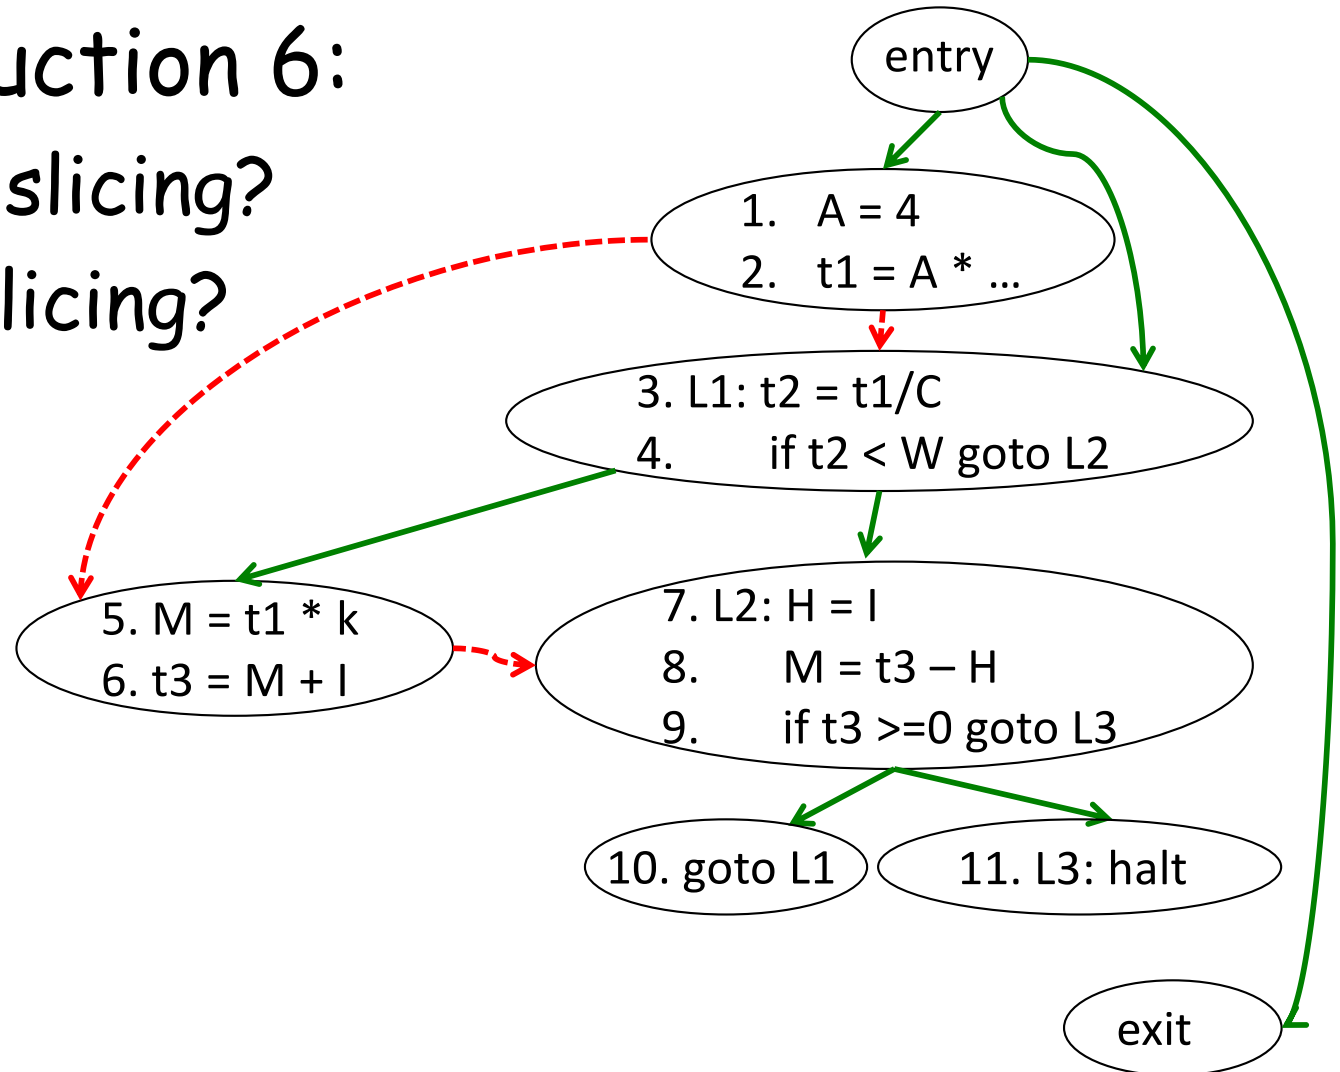 uction 6:
slicing?
licing?
entry
1. A = 4
2. t1 = A * …
3. L1: t2 = t1/C
4. if t2 < W goto L2
5. M = t1 * k
6. t3 = M + I
7. L2: H = I
8. M = t3 – H
9. if t3 >=0 goto L3
10. goto L1
11. L3: halt
exit